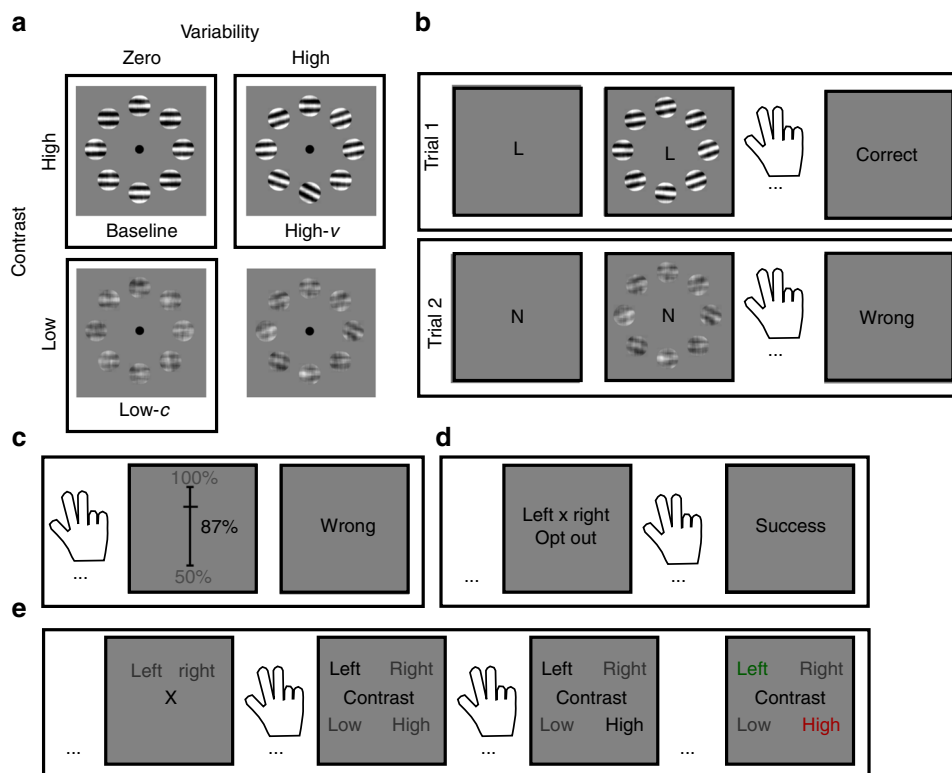 a
Variability
Zero
High
Contrast
High
Low
Baseline
High-v
Low-c
b
Trial 1
L
L
...
Correct
Trial 2
N
N
...
Wrong
c
...
100%
87%
50%
Wrong
d
...
Left x right
Opt out
...
Success
e
...
Left right
X
...
Left Right
Contrast
Low High
...
Left Right
Contrast
Low High
...
Left Right
Contrast
Low High